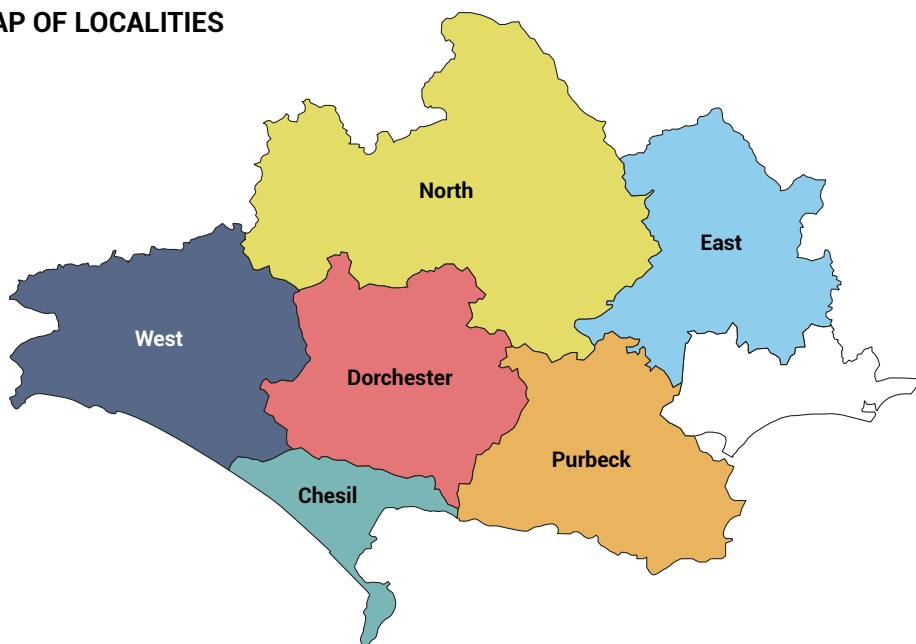 AP OF LOCALITIES
North
East
West
Dorchester
Purbeck
Chesil